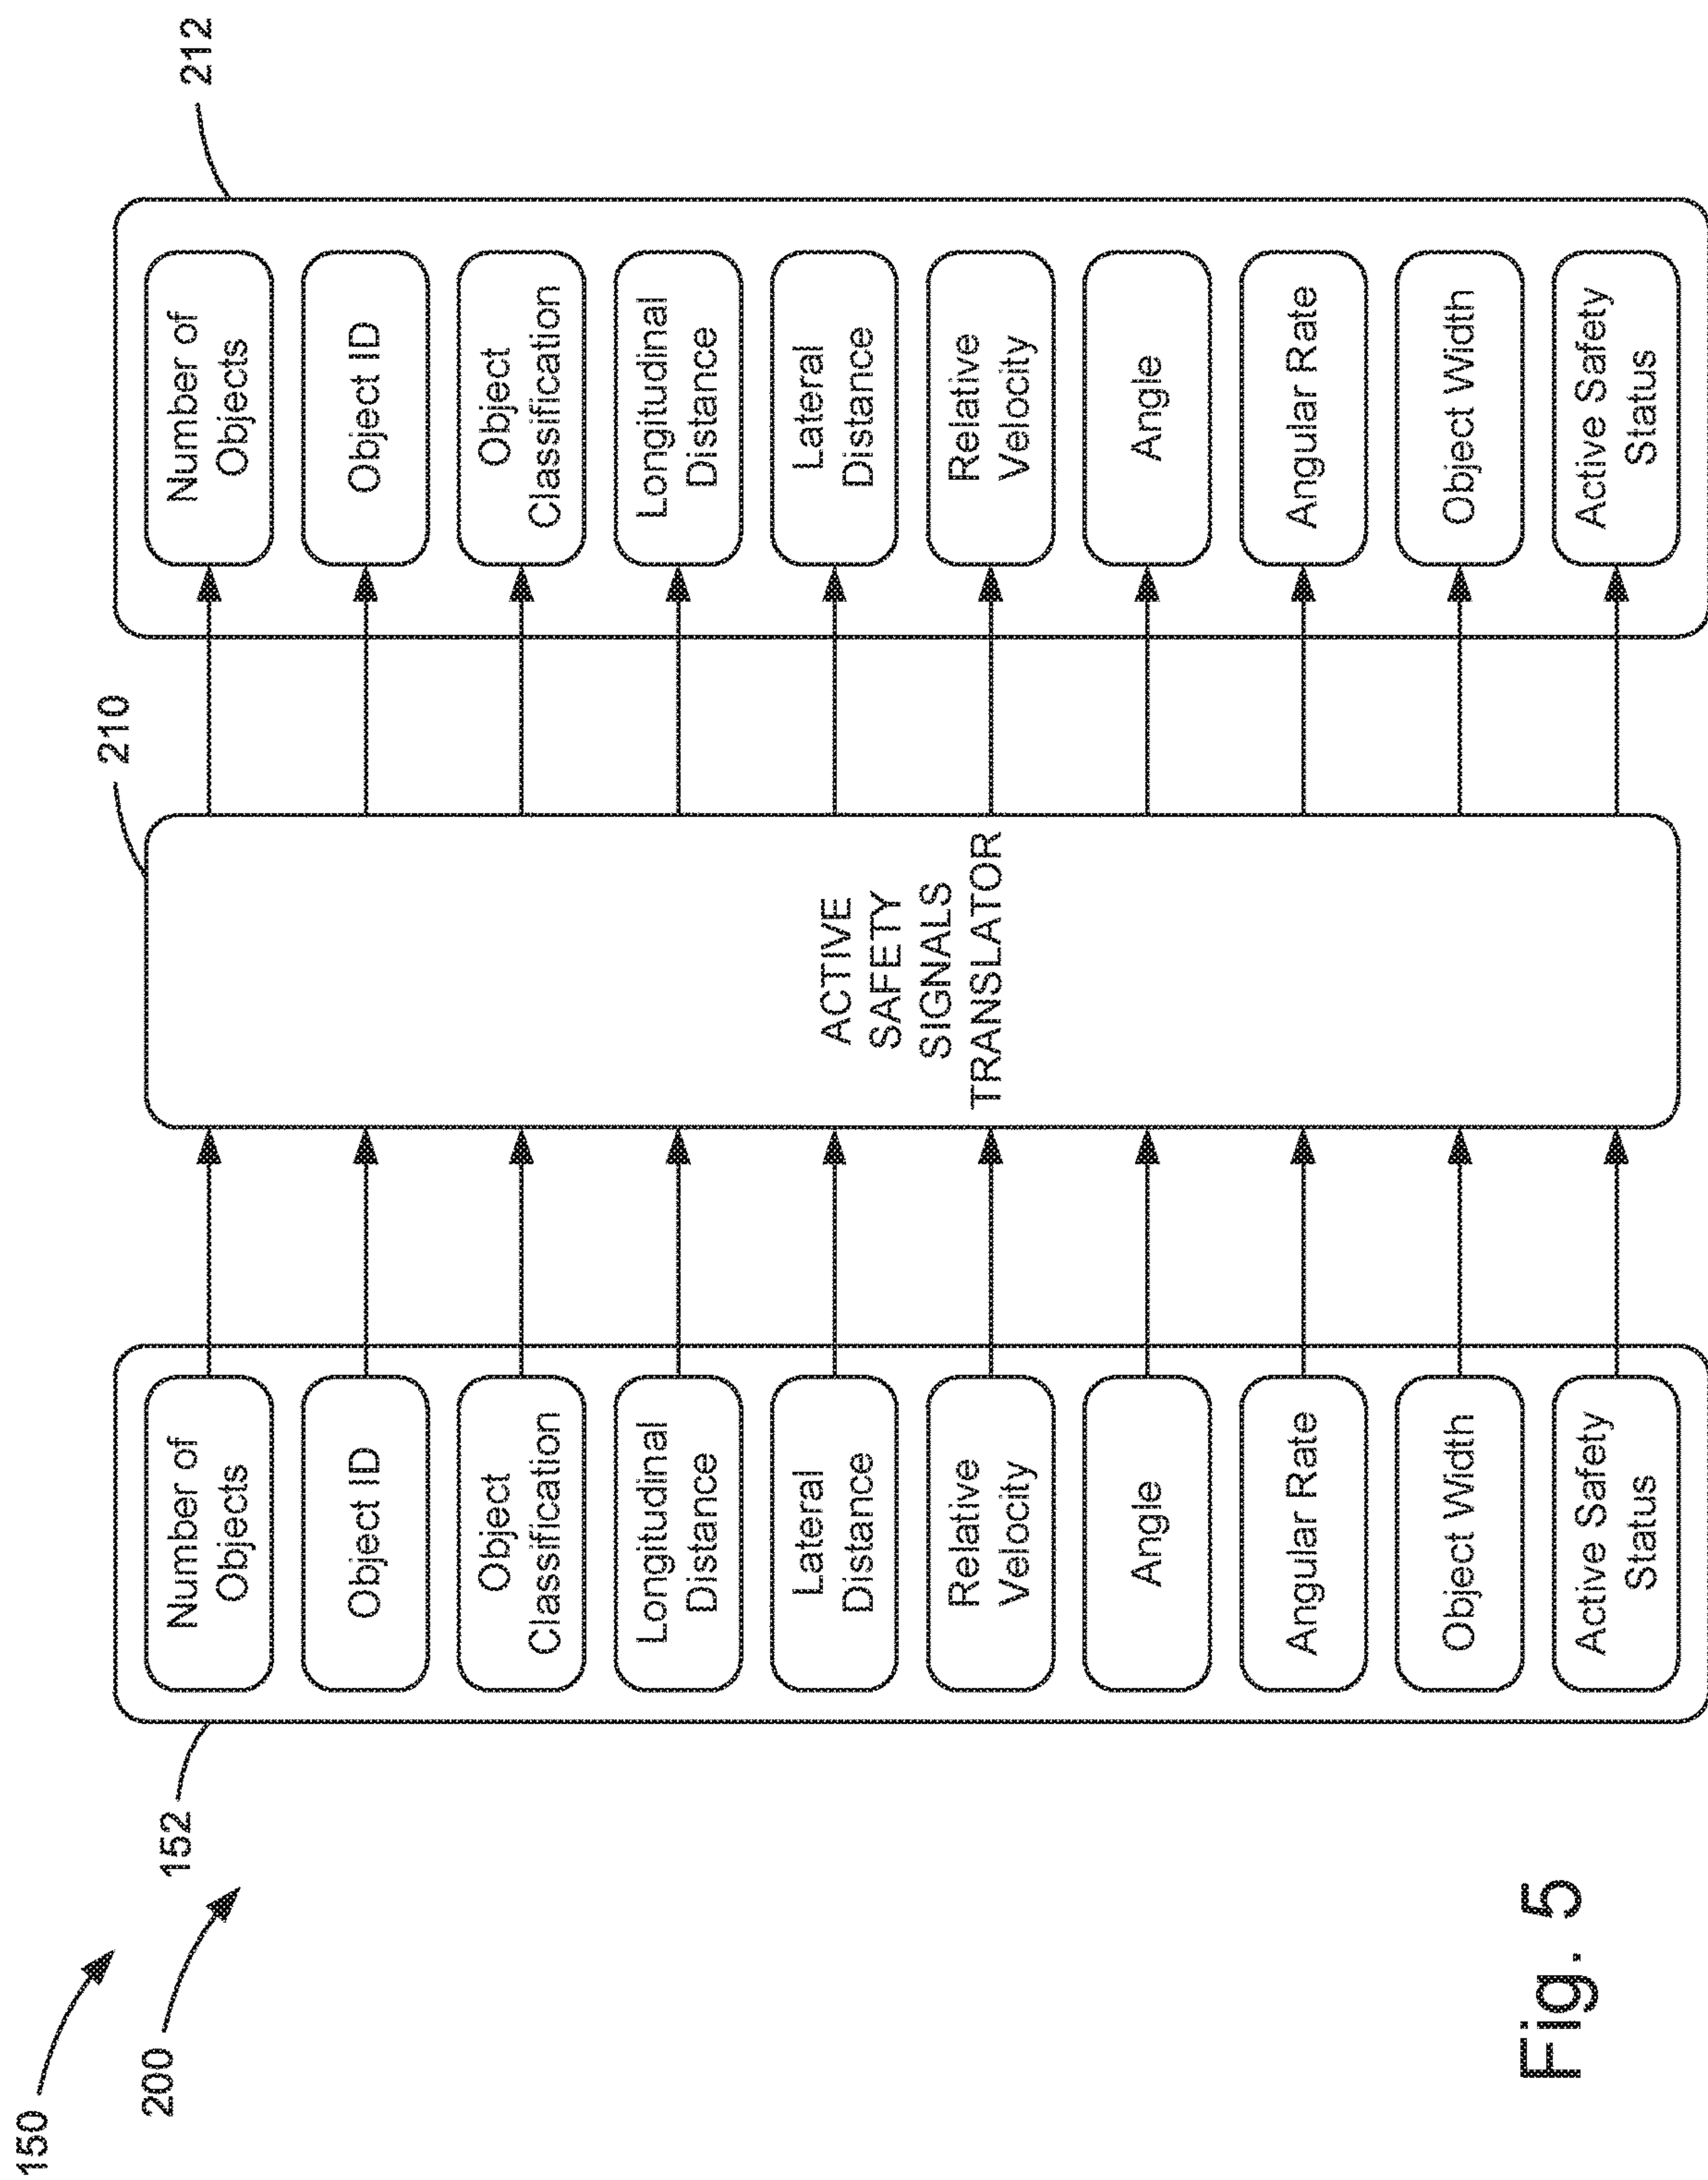 150
200
152
210
212
Number of
Objects
Object ID
Object
Classification
Longitudinal
Distance
Lateral
Distance
Relative
Velocity
Angle
Angular Rate
Object Width
Active Safety
Status
ACTIVE
SAFETY
SIGNALS
TRANSLATOR
Number of
Objects
Object ID
Object
Classification
Longitudinal
Distance
Lateral
Distance
Relative
Velocity
Angle
Angular Rate
Object Width
Active Safety
Status
Fig. 5